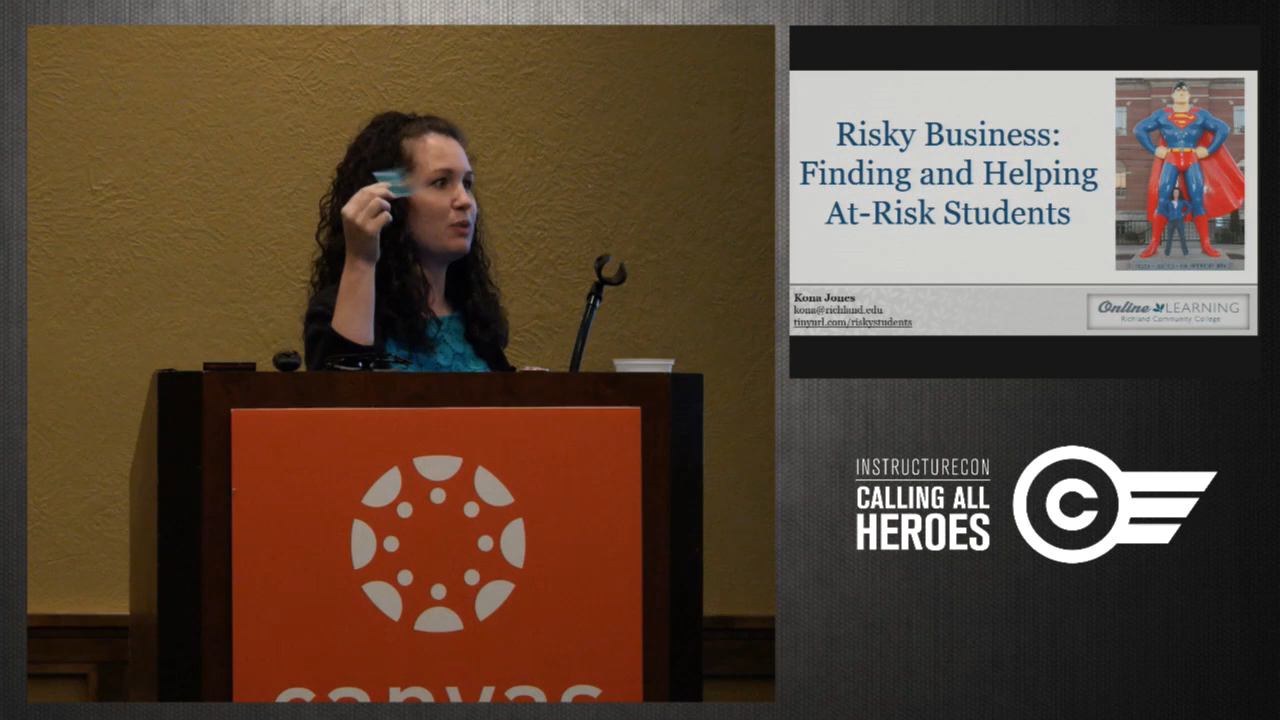 Risky Business:
Finding and Helping
At-Risk Students
Kona Jones
kona@richland.edu
tinyurl.com/riskystudents
Online LEARNING
Richland Community College
INSTRUCTURECON
CALLING ALL
HEROES
C
canvas